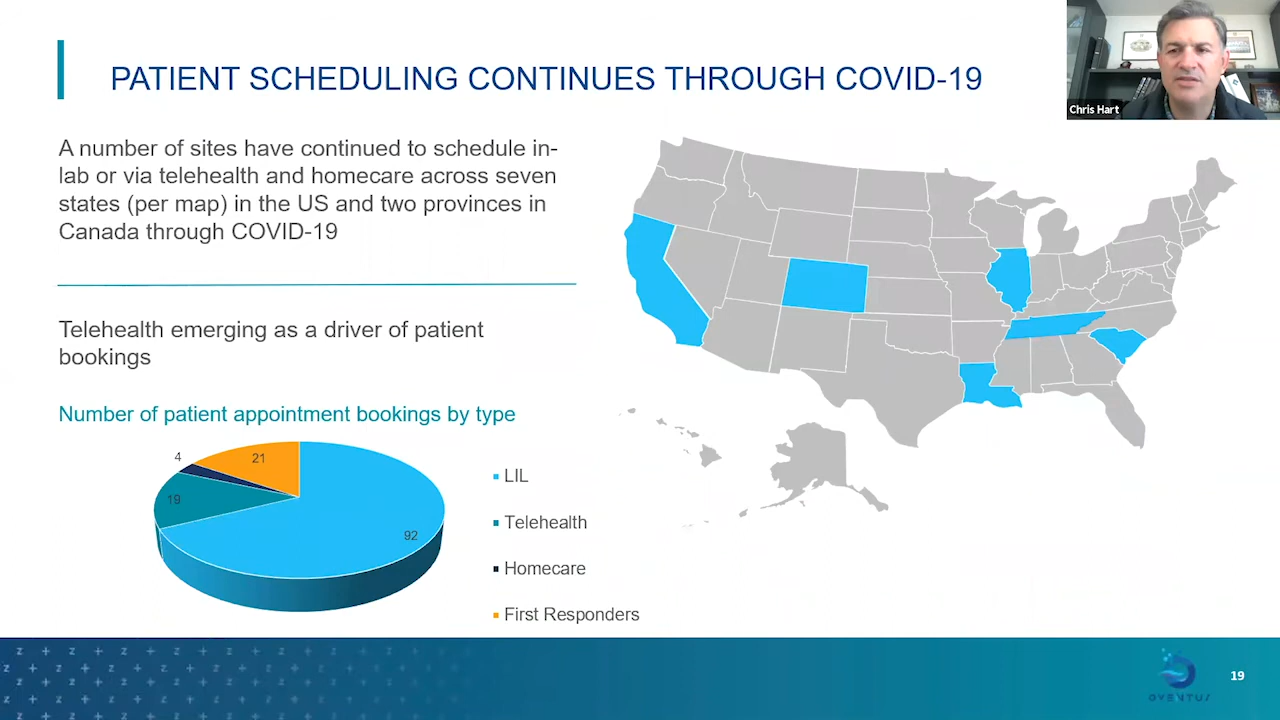 PATIENT SCHEDULING CONTINUES THROUGH COVID-19
Chris Hart
A number of sites have continued to schedule in-
lab or via telehealth and homecare across seven
states (per map) in the US and two provinces in
Canada through COVID-19
Telehealth emerging as a driver of patient
bookings
Number of patient appointment bookings by type
4
21
19
92
LIL
Telehealth
Homecare
First Responders
OVENTUS
19